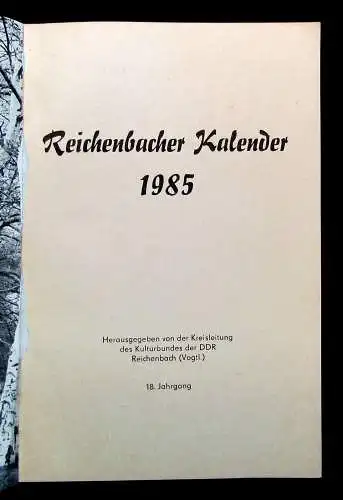 Reichenbacher Kalender
1985
Herausgegeben von der Kreisleitung
des Kulturbundes der DDR
Reichenbach (Vogtl.)
18. Jahrgang